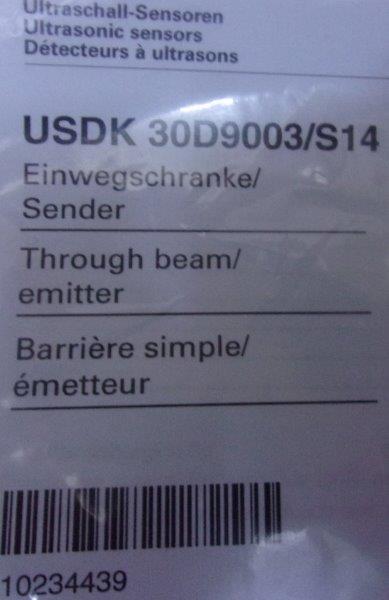 Ultraschall-Sensoren
Ultrasonic sensors
Détecteurs à ultrasons
USDK 30D9003/S14
Einwegschranke/
Sender
Through beam/
emitter
Barrière simple/
émetteur
10234439